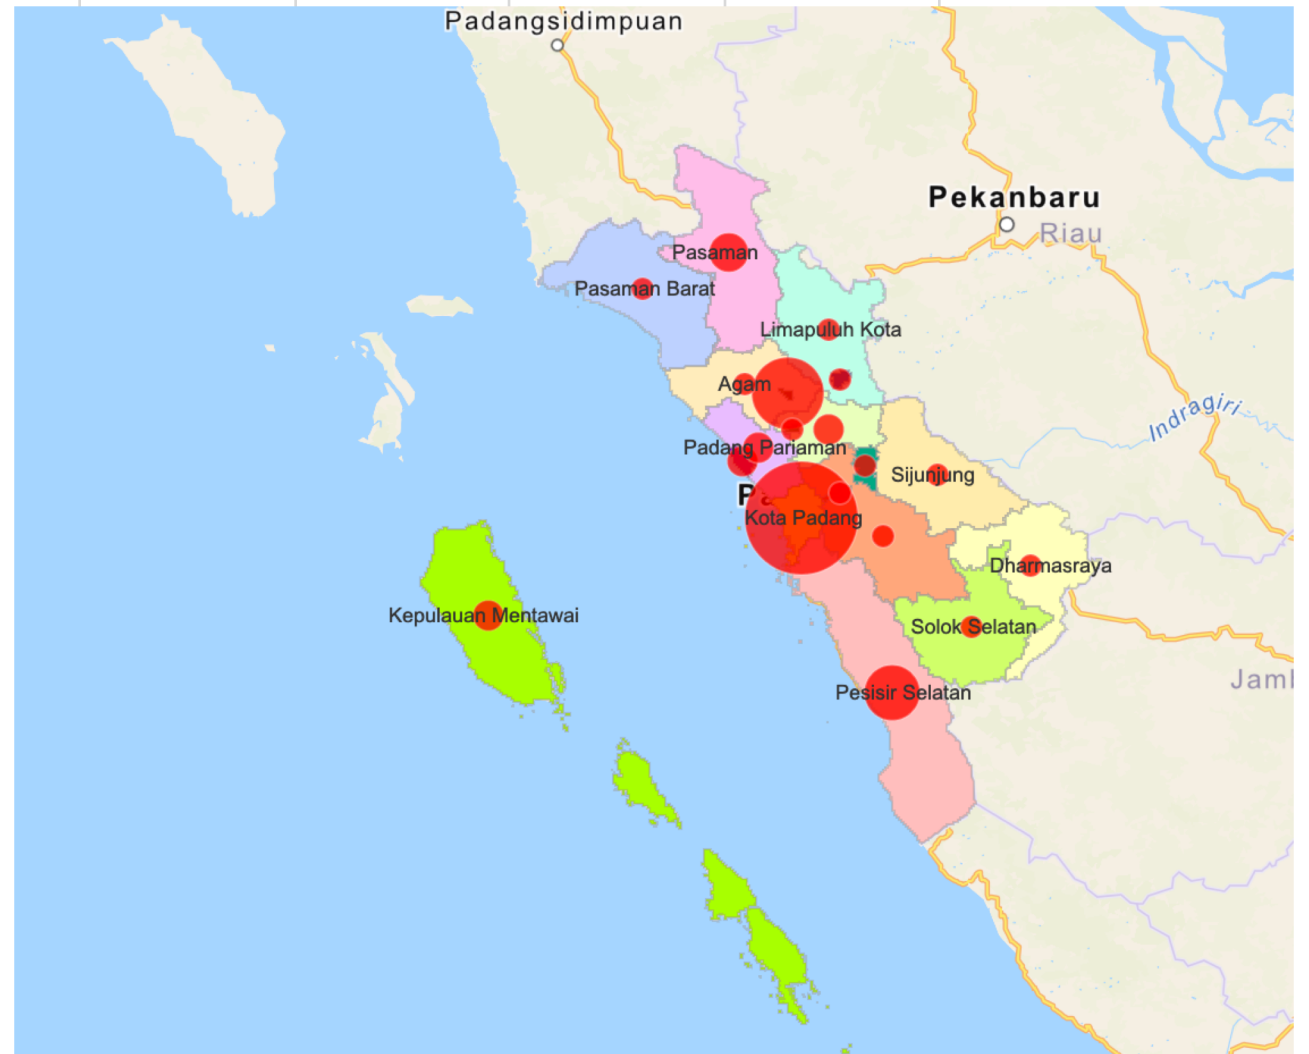 Padangsidimpuan
Pekanbaru
Riau
Pasaman
Pasaman Barat
Limapuluh Kota
Agam
Indragiri
Padang Pariaman
Sijunjung
Kota Padang
Dharmasraya
Kepulauan Mentawai
Solok Selatan
Jamb
Pesisir Selatan